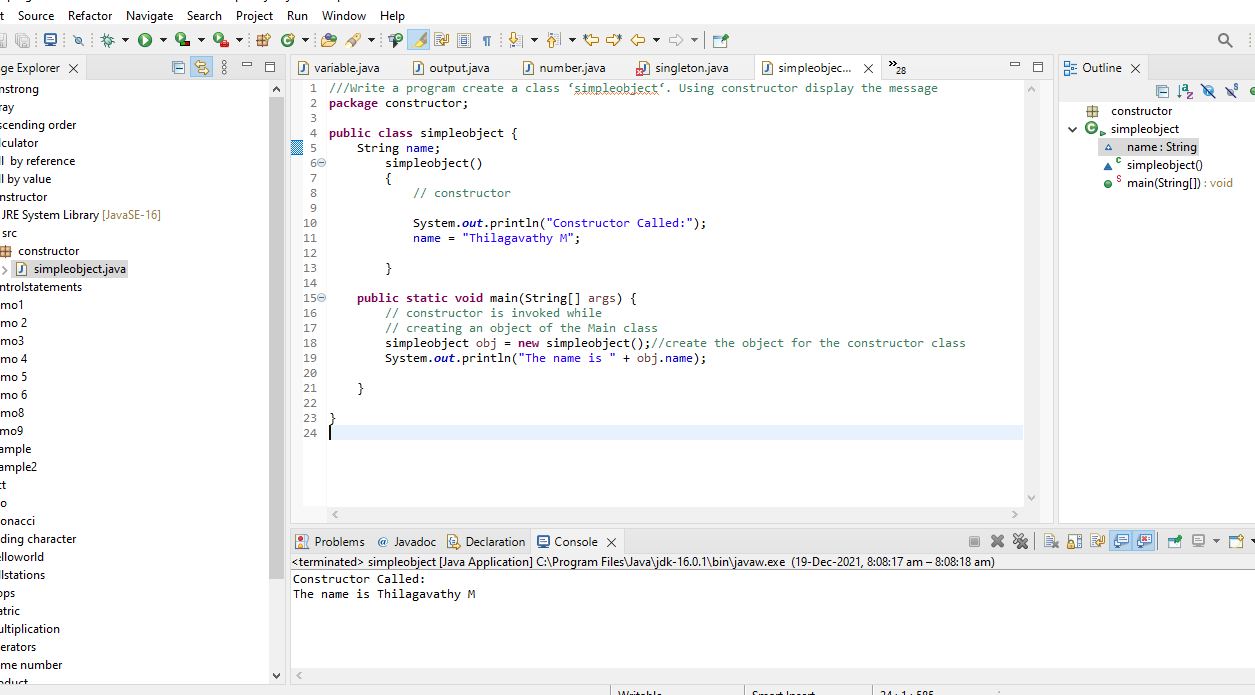 Source Refactor Navigate Search Project Run Window Help
ge Explorer
variable.java output.java number.java singleton.java simpleobjec... »28
Outline
nstrong
ray
scending order
lculator
ll by reference
ll by value
nstructor
JRE System Library [JavaSE-16]
src
constructor
simpleobject.java
ntrolstatements
mo1
mo 2
mo3
mo 4
mo 5
mo 6
mo8
mo9
ample
ample2
ct
o
onacci
ding character
lloworld
llstations
ops
atric
ultiplication
erators
me number
oduct
1 ///Write a program create a class ‘simpleobject‘. Using constructor display the message
2 package constructor;
3
4 public class simpleobject {
5 String name;
6 simpleobject()
7 {
8 // constructor
9
10 System.out.println("Constructor Called:");
11 name = "Thilagavathy M";
12
13 }
14
15 public static void main(String[] args) {
16 // constructor is invoked while
17 // creating an object of the Main class
18 simpleobject obj = new simpleobject();//create the object for the constructor class
19 System.out.println("The name is " + obj.name);
20
21 }
22
23 }
24
constructor
simpleobject
name : String
simpleobject()
main(String[]) : void
Problems @ Javadoc Declaration Console
<terminated> simpleobject [Java Application] C:\Program Files\Java\jdk-16.0.1\bin\javaw.exe (19-Dec-2021, 8:08:17 am – 8:08:18 am)
Constructor Called:
The name is Thilagavathy M
Writable Smart Insert 24 : 1 : 585